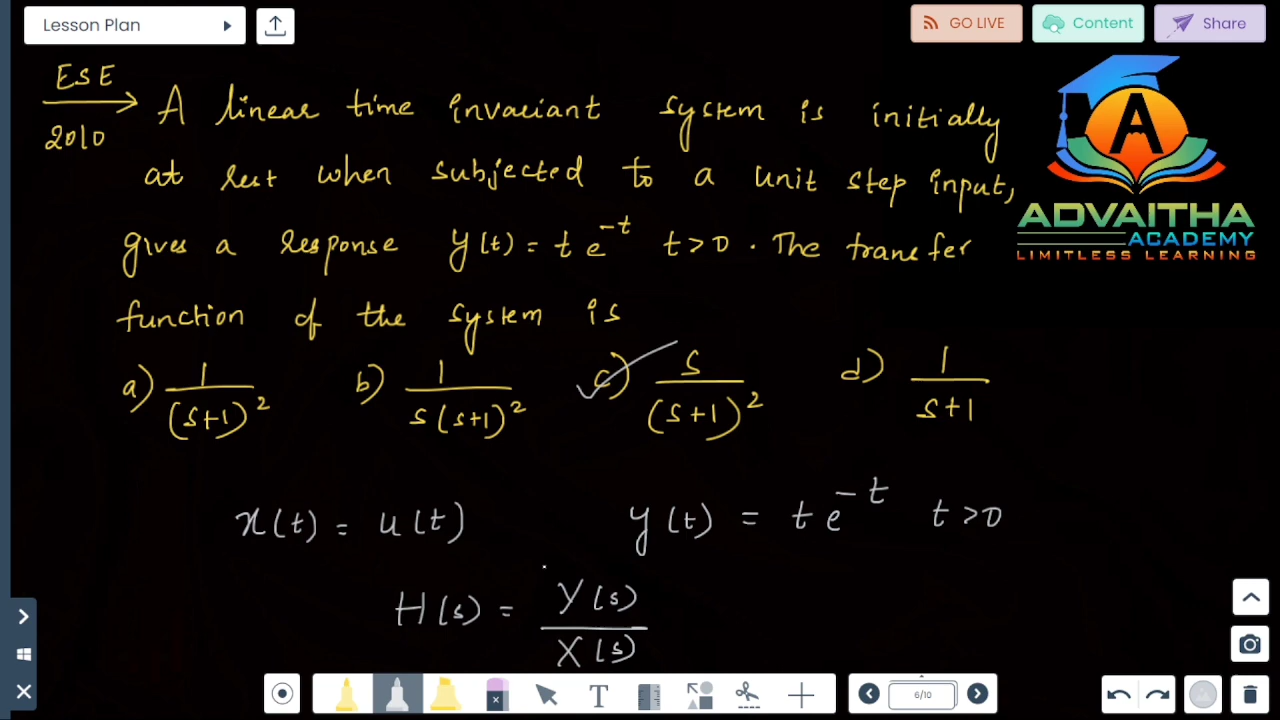 Lesson Plan
GO LIVE
Content
Share
ESE
2010
A linear time invariant system is initially
at rest when subjected to a unit step input,
gives a response y(t) = t e^-t t>0. The transfer
function of the system is
a) 1/(s+1)^2 b) 1/s(s+1)^2 c) s/(s+1)^2 d) 1/s+1
x(t) = u(t) y(t) = t e^-t t>0
H(s) = Y(s)/X(s)
A
ADVAITHA
ACADEMY
LIMITLESS LEARNING
T
6/10